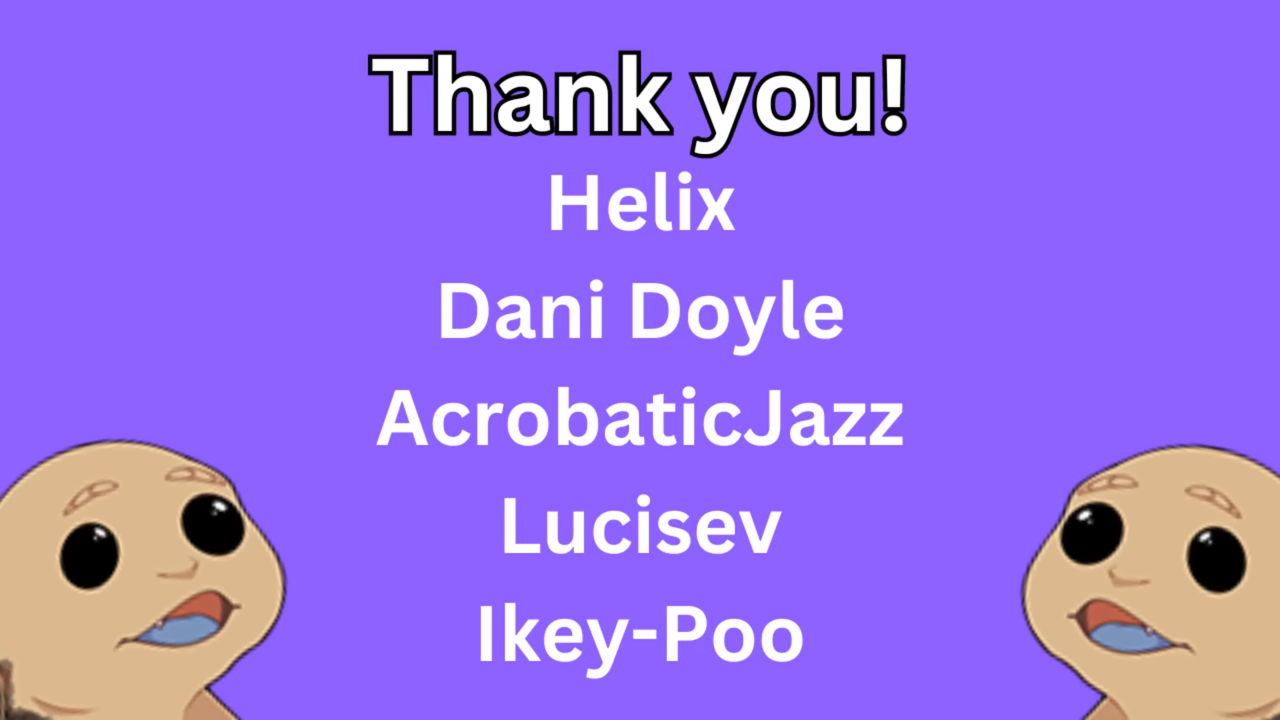 Thank you!
Helix
Dani Doyle
AcrobaticJazz
Lucisev
Ikey-Poo